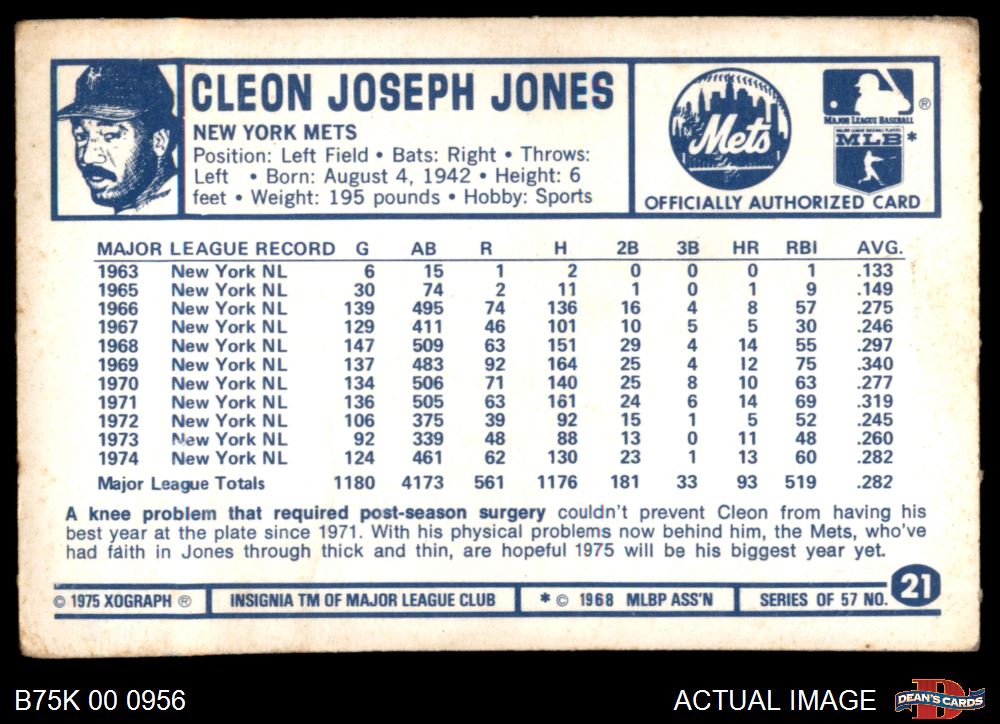 CLEON JOSEPH JONES
NEW YORK METS
Position: Left Field • Bats: Right • Throws:
Left • Born: August 4, 1942 • Height: 6
feet • Weight: 195 pounds • Hobby: Sports
Mets
MAJOR LEAGUE BASEBALL ®
MAJOR LEAGUE BASEBALL PLAYERS
MLB *
OFFICIALLY AUTHORIZED CARD
MAJOR LEAGUE RECORD G AB R H 2B 3B HR RBI AVG.
1963 New York NL 6 15 1 2 0 0 0 1 .133
1965 New York NL 30 74 2 11 1 0 1 9 .149
1966 New York NL 139 495 74 136 16 4 8 57 .275
1967 New York NL 129 411 46 101 10 5 5 30 .246
1968 New York NL 147 509 63 151 29 4 14 55 .297
1969 New York NL 137 483 92 164 25 4 12 75 .340
1970 New York NL 134 506 71 140 25 8 10 63 .277
1971 New York NL 136 505 63 161 24 6 14 69 .319
1972 New York NL 106 375 39 92 15 1 5 52 .245
1973 New York NL 92 339 48 88 13 0 11 48 .260
1974 New York NL 124 461 62 130 23 1 13 60 .282
Major League Totals 1180 4173 561 1176 181 33 93 519 .282
A knee problem that required post-season surgery couldn't prevent Cleon from having his
best year at the plate since 1971. With his physical problems now behind him, the Mets, who've
had faith in Jones through thick and thin, are hopeful 1975 will be his biggest year yet.
© 1975 XOGRAPH ® INSIGNIA TM OF MAJOR LEAGUE CLUB * © 1968 MLBP ASS'N SERIES OF 57 NO. 21
B75K 00 0956
ACTUAL IMAGE
D
DEAN'S CARDS